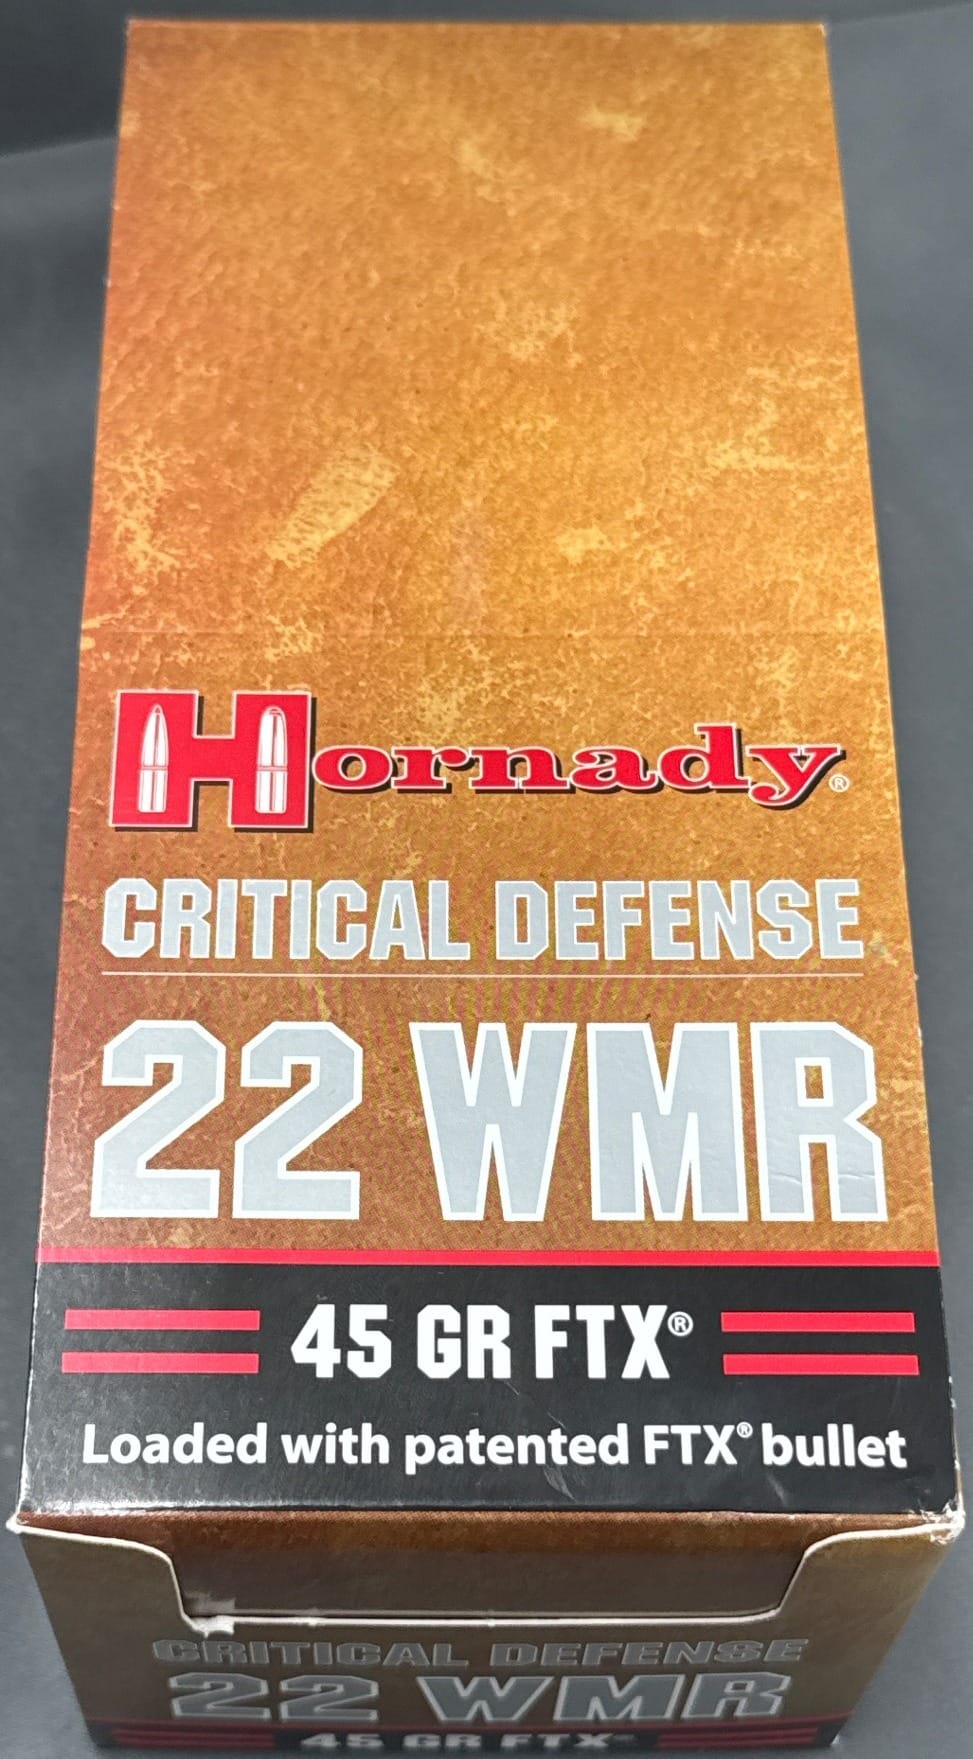 Hornady®
CRITICAL DEFENSE
22 WMR
45 GR FTX®
Loaded with patented FTX® bullet
CRITICAL DEFENSE
22 WMR
45 GR FTX®